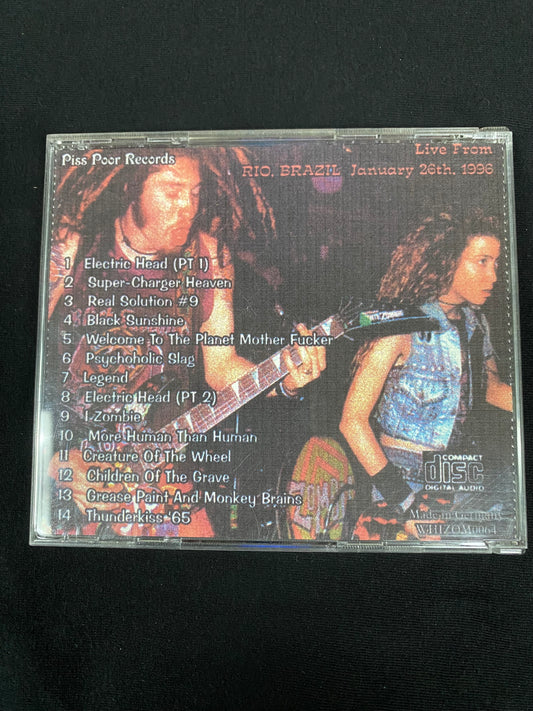 Piss Poor Records
Live From
RIO, BRAZIL January 26th, 1996
1 Electric Head (PT 1)
2 Super-Charger Heaven
3 Real Solution #9
4 Black Sunshine
5 Welcome To The Planet Mother Fucker
6 Psychoholic Slag
7 Legend
8 Electric Head (PT 2)
9 I-Zombie
10 More Human Than Human
11 Creature Of The Wheel
12 Children Of The Grave
13 Grease Paint And Monkey Brains
14 Thunderkiss '65
COMPACT
disc
DIGITAL AUDIO
Made in Germany
WHIZOM0064